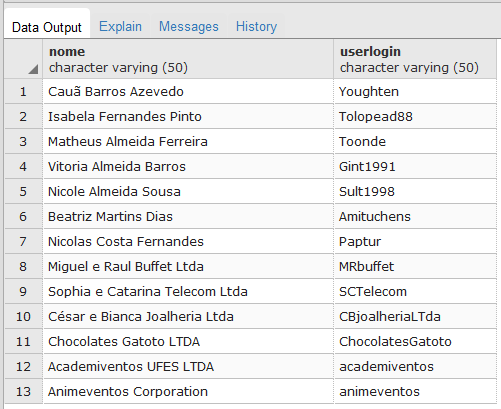 Data Output Explain Messages History
nome userlogin
character varying (50) character varying (50)
1 Cauã Barros Azevedo Youghten
2 Isabela Fernandes Pinto Tolopead88
3 Matheus Almeida Ferreira Toonde
4 Vitoria Almeida Barros Gint1991
5 Nicole Almeida Sousa Sult1998
6 Beatriz Martins Dias Amituchens
7 Nicolas Costa Fernandes Paptur
8 Miguel e Raul Buffet Ltda MRbuffet
9 Sophia e Catarina Telecom Ltda SCTelecom
10 César e Bianca Joalheria Ltda CBjoalheriaLTda
11 Chocolates Gatoto LTDA ChocolatesGatoto
12 Academiventos UFES LTDA academiventos
13 Animeventos Corporation animeventos